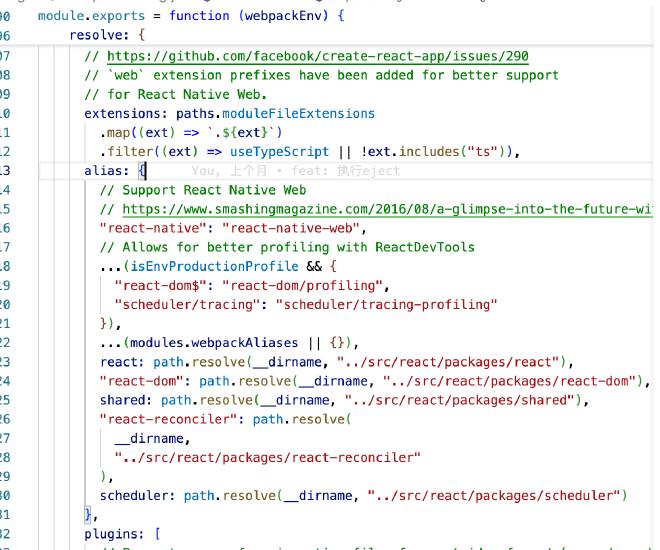 90 module.exports = function (webpackEnv) {
96 resolve: {
07 // https://github.com/facebook/create-react-app/issues/290
08 // `web` extension prefixes have been added for better support
09 // for React Native Web.
10 extensions: paths.moduleFileExtensions
11 .map((ext) => `.${ext}`)
12 .filter((ext) => useTypeScript || !ext.includes("ts")),
13 alias: { You, 上个月 • feat: 执行eject
14 // Support React Native Web
15 // https://www.smashingmagazine.com/2016/08/a-glimpse-into-the-future-wi
16 "react-native": "react-native-web",
17 // Allows for better profiling with ReactDevTools
18 ...(isEnvProductionProfile && {
19 "react-dom$": "react-dom/profiling",
20 "scheduler/tracing": "scheduler/tracing-profiling"
21 }),
22 ...(modules.webpackAliases || {}),
23 react: path.resolve(__dirname, "../src/react/packages/react"),
24 "react-dom": path.resolve(__dirname, "../src/react/packages/react-dom"),
25 shared: path.resolve(__dirname, "../src/react/packages/shared"),
26 "react-reconciler": path.resolve(
27 __dirname,
28 "../src/react/packages/react-reconciler"
29 ),
30 scheduler: path.resolve(__dirname, "../src/react/packages/scheduler")
31 },
32 plugins: [